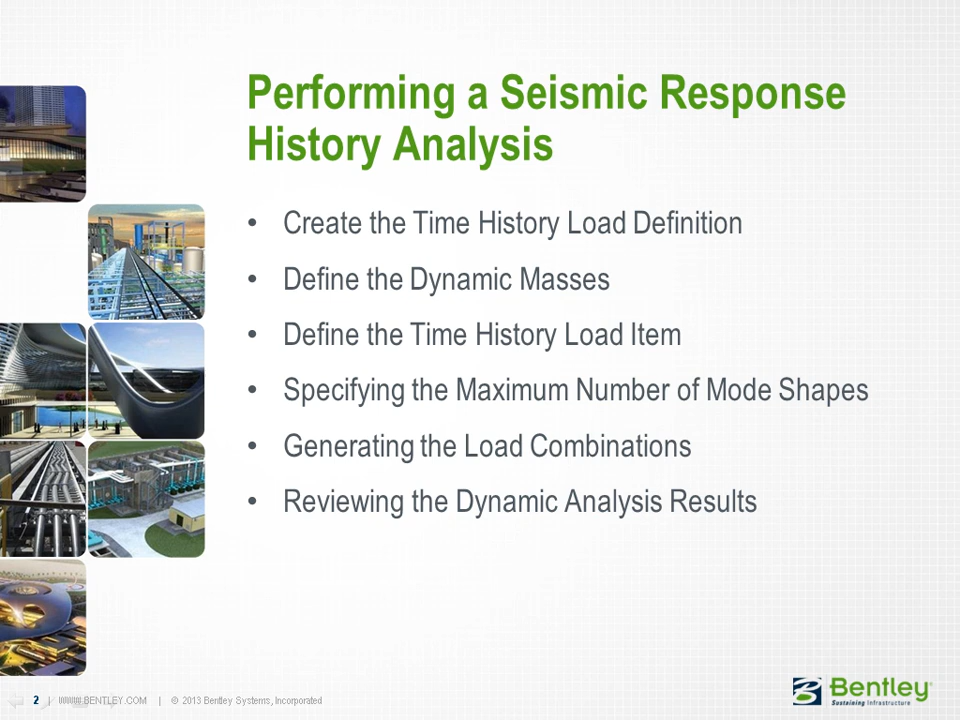 Performing a Seismic Response
History Analysis
• Create the Time History Load Definition
• Define the Dynamic Masses
• Define the Time History Load Item
• Specifying the Maximum Number of Mode Shapes
• Generating the Load Combinations
• Reviewing the Dynamic Analysis Results
2 | WWW.BENTLEY.COM | © 2013 Bentley Systems, Incorporated
Bentley®
Sustaining Infrastructure